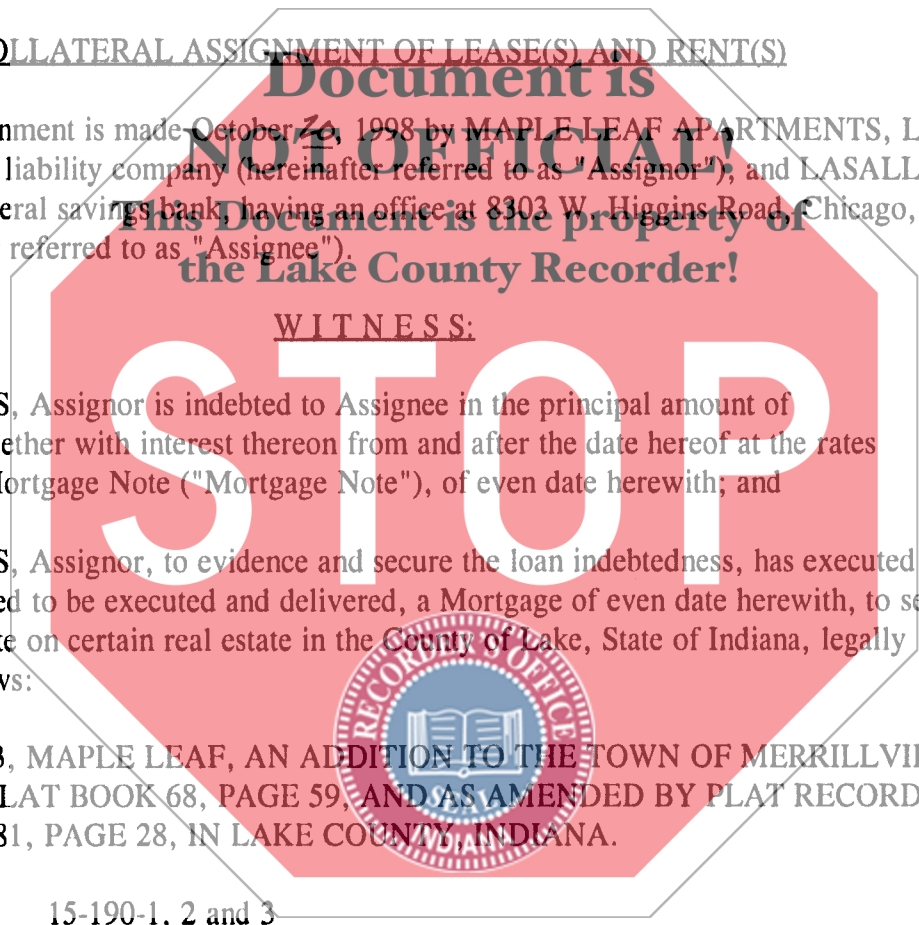 OLLATERAL ASSIGNMENT OF LEASE(S) AND RENT(S)
Document is
nment is made October 20, 1998 by MAPLE LEAF APARTMENTS, L
NOT OFFICIAL!
liability company (hereinafter referred to as "Assignor"), and LASALL
eral savings bank, having an office at 8303 W. Higgins Road, Chicago,
This Document is the property of
referred to as "Assignee").
the Lake County Recorder!
WITNESS:
STOP
S, Assignor is indebted to Assignee in the principal amount of
ether with interest thereon from and after the date hereof at the rates
ortgage Note ("Mortgage Note"), of even date herewith; and
S, Assignor, to evidence and secure the loan indebtedness, has executed
ed to be executed and delivered, a Mortgage of even date herewith, to se
te on certain real estate in the County of Lake, State of Indiana, legally
ws:
RECORDER'S OFFICE
SEAL
INDIANA
3, MAPLE LEAF, AN ADDITION TO THE TOWN OF MERRILLVI
LAT BOOK 68, PAGE 59, AND AS AMENDED BY PLAT RECORD
81, PAGE 28, IN LAKE COUNTY, INDIANA.
15-190-1, 2 and 3